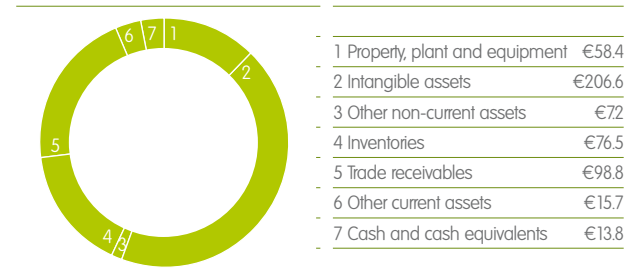 1
2
3
4
5
6
7
1 Property, plant and equipment €58.4
2 Intangible assets €206.6
3 Other non-current assets €7.2
4 Inventories €76.5
5 Trade receivables €98.8
6 Other current assets €15.7
7 Cash and cash equivalents €13.8